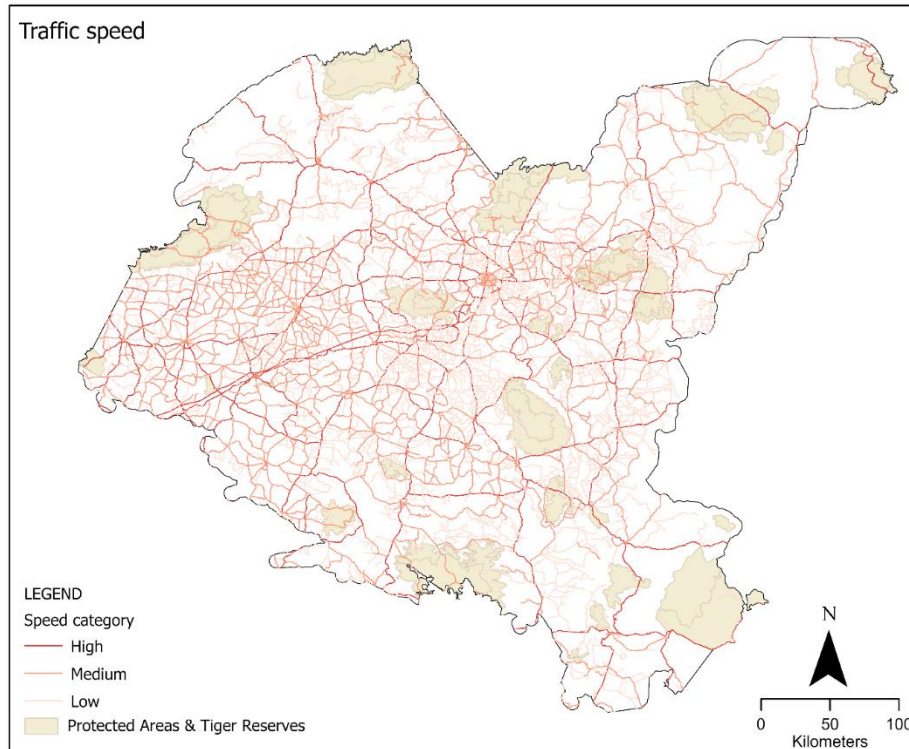 Traffic speed
LEGEND
Speed category
High
Medium
Low
Protected Areas & Tiger Reserves
N
0 50 100
Kilometers